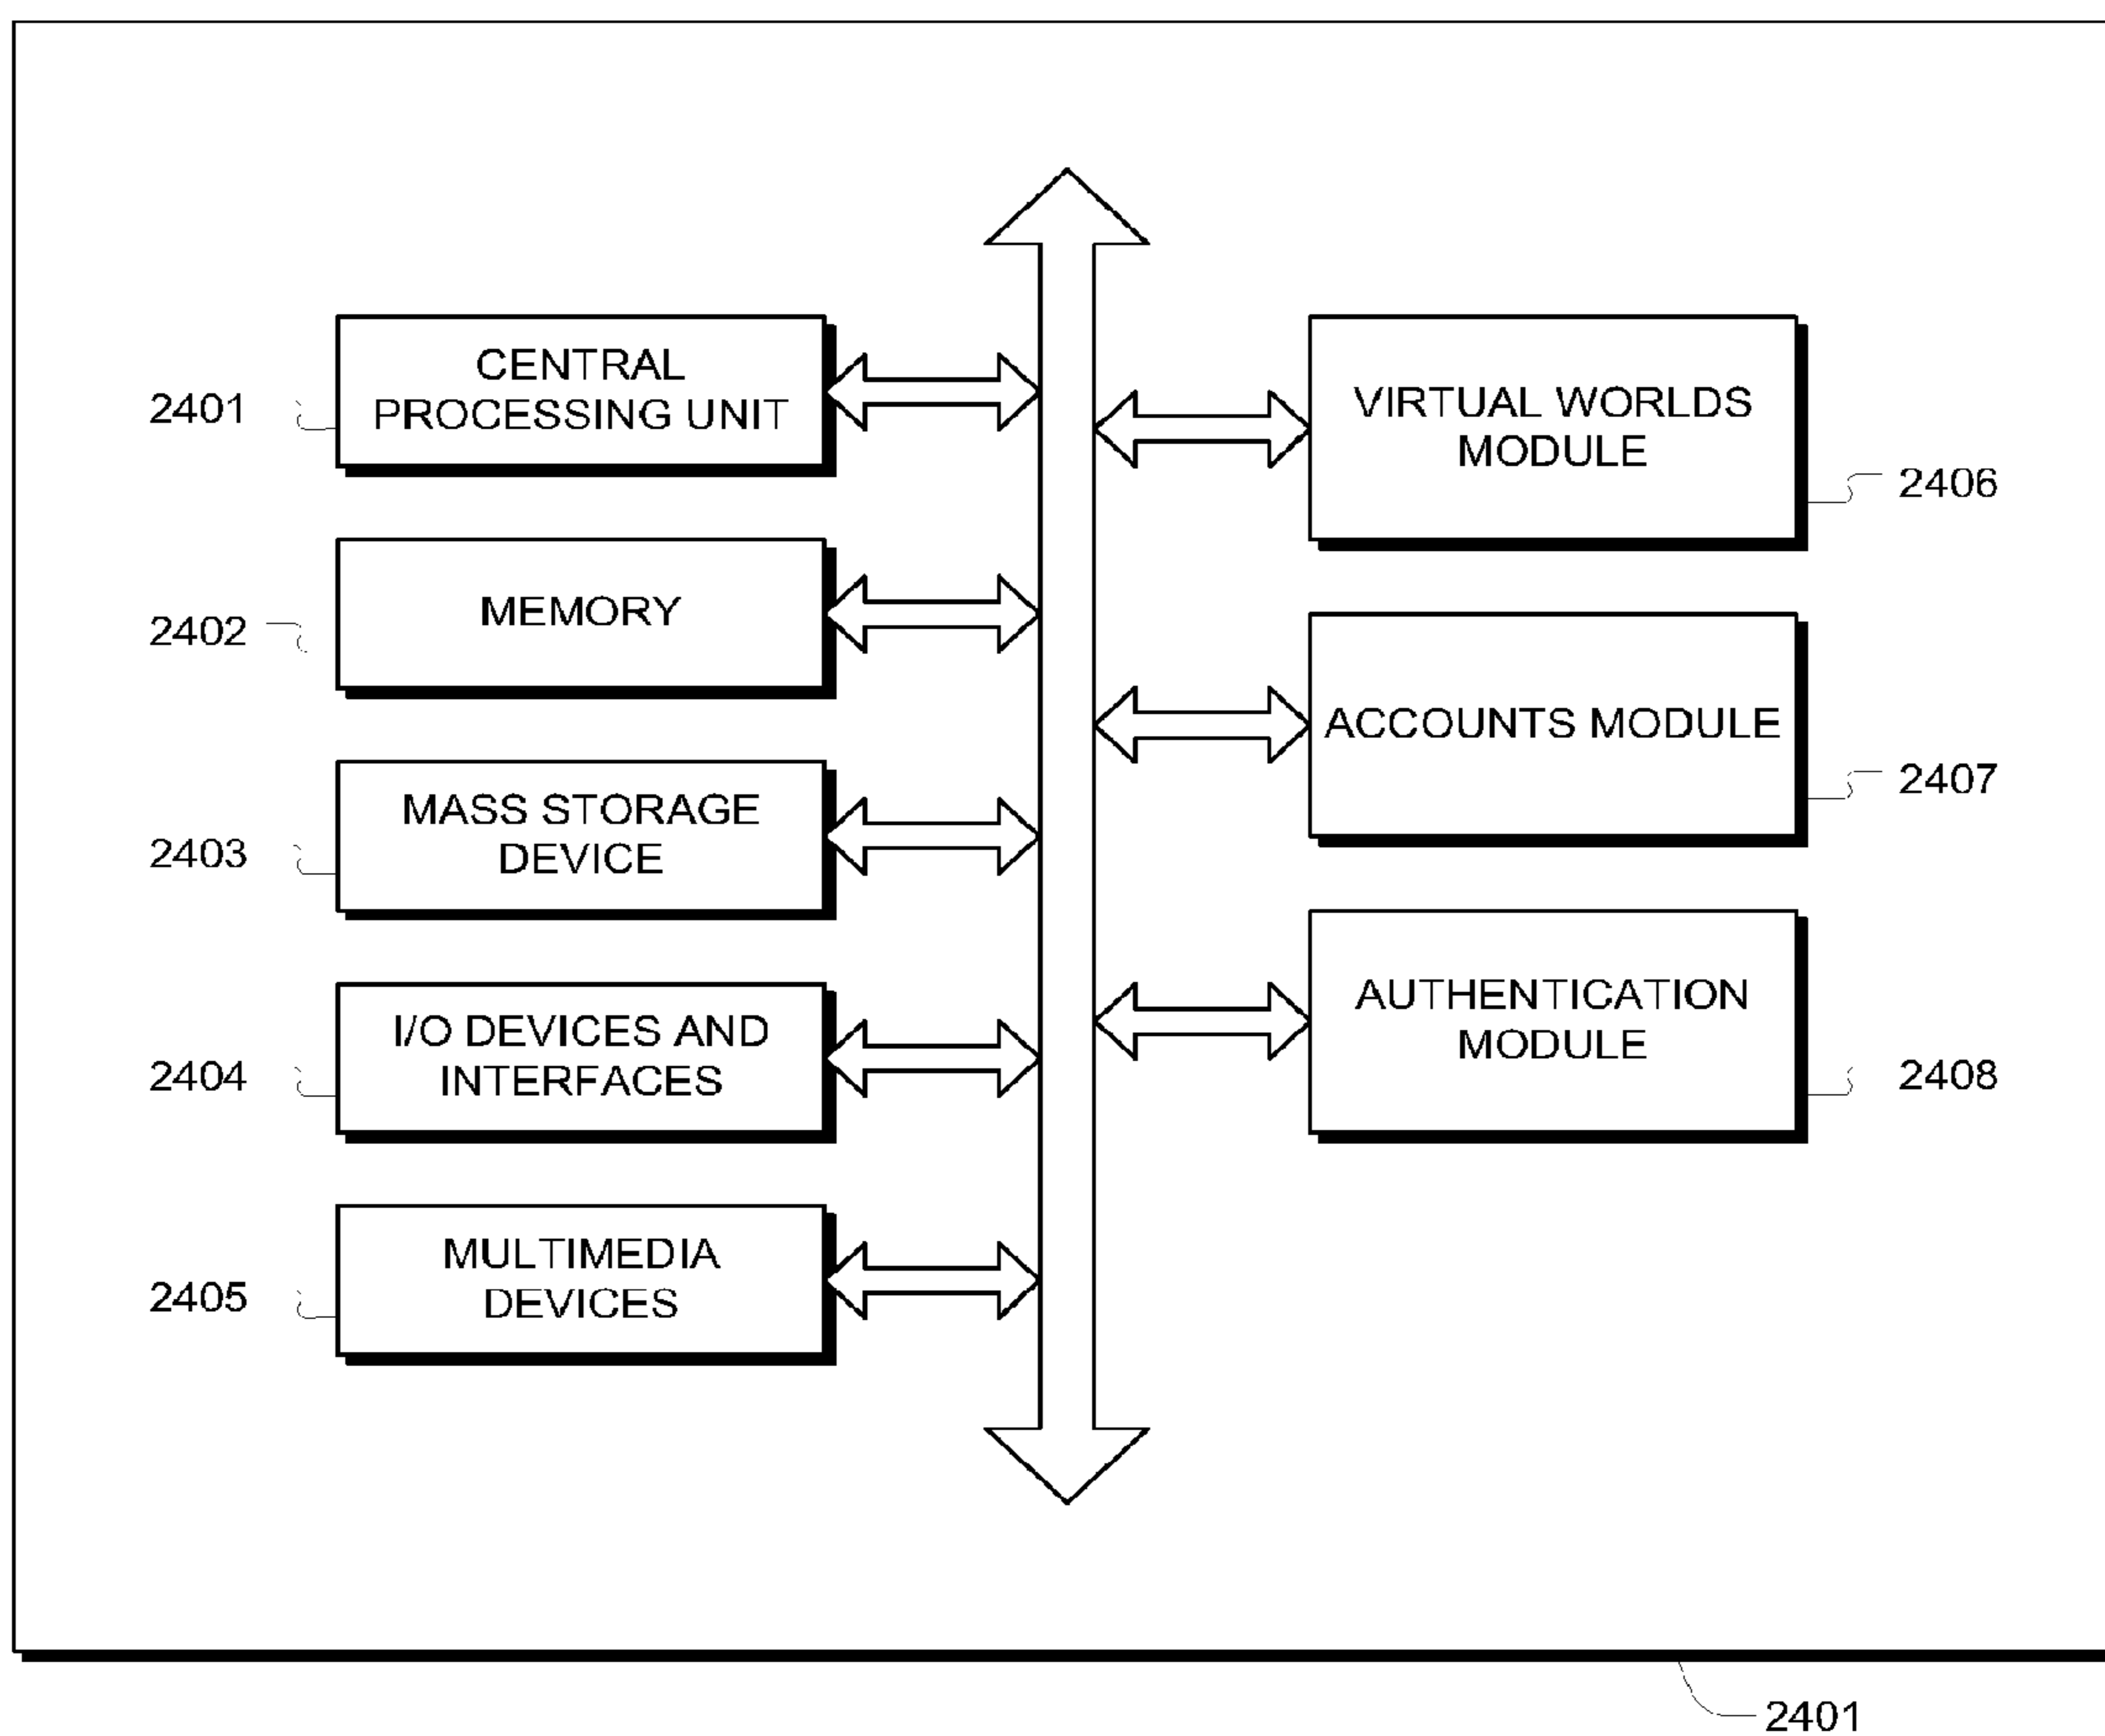 CENTRAL
PROCESSING UNIT
2401
MEMORY
2402
MASS STORAGE
DEVICE
2403
I/O DEVICES AND
INTERFACES
2404
MULTIMEDIA
DEVICES
2405
VIRTUAL WORLDS
MODULE
2406
ACCOUNTS MODULE
2407
AUTHENTICATION
MODULE
2408
2401